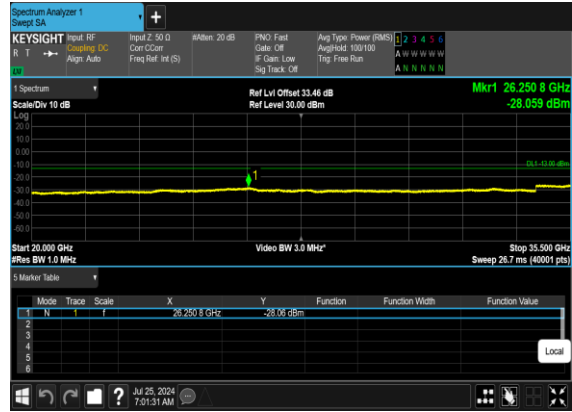 Spectrum Analyzer 1
Swept SA
+
KEYSIGHT Input: RF Input Z: 50 Ω #Atten: 20 dB PNO: Fast Avg Type: Power (RMS) 1 2 3 4 5 6
R T Coupling: DC Corr CCorr Gate: Off Avg|Hold: 100/100 A W W W W W
Align: Auto Freq Ref: Int (S) IF Gain: Low Trig: Free Run
Sig Track: Off A N N N N N
1 Spectrum
Ref Lvl Offset 33.46 dB Mkr1 26.250 8 GHz
Scale/Div 10 dB Ref Level 30.00 dBm -28.059 dBm
Log
20.0
10.0
0.00
-10.0
DL1 -13.00 dBm
-20.0
1
-30.0
-40.0
-50.0
-60.0
Start 20.000 GHz Video BW 3.0 MHz* Stop 35.500 GHz
#Res BW 1.0 MHz Sweep 26.7 ms (40001 pts)
5 Marker Table
Mode Trace Scale X Y Function Function Width Function Value
1 N 1 f 26.250 8 GHz -28.06 dBm
2
3
4
5
6
Local
? Jul 25, 2024
7:01:31 AM